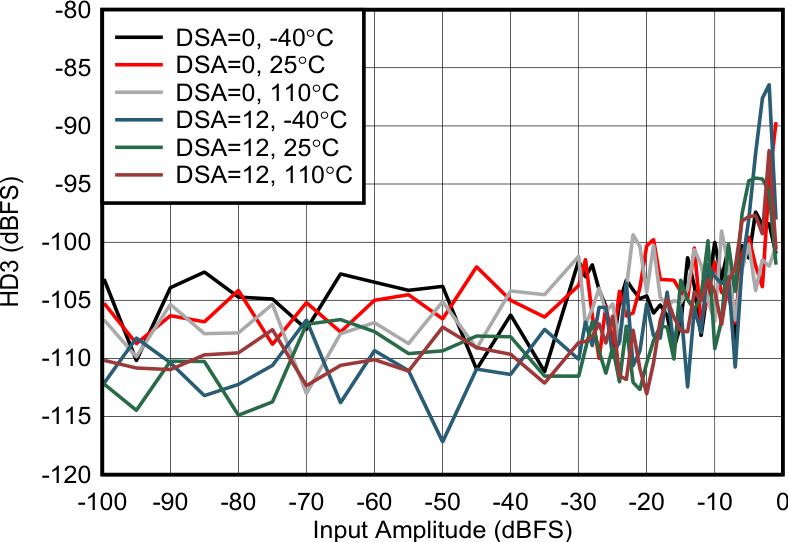 -80
-85
-90
-95
-100
-105
-110
-115
-120
HD3 (dBFS)
DSA=0, -40°C
DSA=0, 25°C
DSA=0, 110°C
DSA=12, -40°C
DSA=12, 25°C
DSA=12, 110°C
-100 -90 -80 -70 -60 -50 -40 -30 -20 -10 0
Input Amplitude (dBFS)